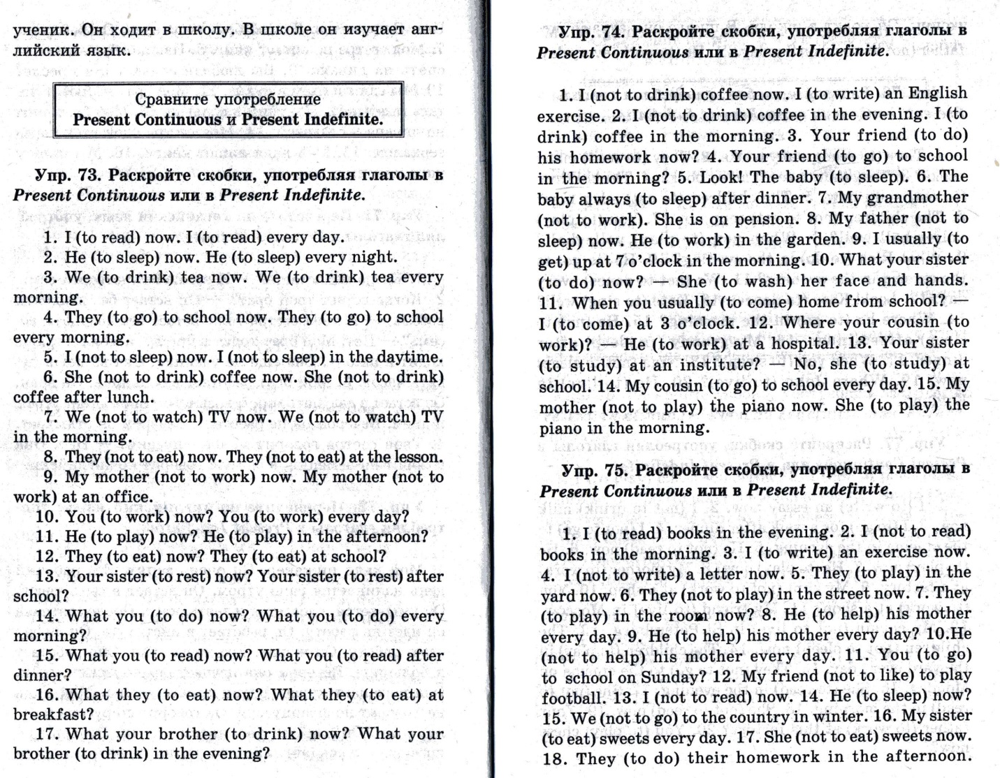 ученик. Он ходит в школу. В школе он изучает анг-
лийский язык.
Сравните употребление
Present Continuous и Present Indefinite.
Упр. 73. Раскройте скобки, употребляя глаголы в
Present Continuous или в Present Indefinite.
1. I (to read) now. I (to read) every day.
2. He (to sleep) now. He (to sleep) every night.
3. We (to drink) tea now. We (to drink) tea every
morning.
4. They (to go) to school now. They (to go) to school
every morning.
5. I (not to sleep) now. I (not to sleep) in the daytime.
6. She (not to drink) coffee now. She (not to drink)
coffee after lunch.
7. We (not to watch) TV now. We (not to watch) TV
in the morning.
8. They (not to eat) now. They (not to eat) at the lesson.
9. My mother (not to work) now. My mother (not to
work) at an office.
10. You (to work) now? You (to work) every day?
11. He (to play) now? He (to play) in the afternoon?
12. They (to eat) now? They (to eat) at school?
13. Your sister (to rest) now? Your sister (to rest) after
school?
14. What you (to do) now? What you (to do) every
morning?
15. What you (to read) now? What you (to read) after
dinner?
16. What they (to eat) now? What they (to eat) at
breakfast?
17. What your brother (to drink) now? What your
brother (to drink) in the evening?
Упр. 74. Раскройте скобки, употребляя глаголы в
Present Continuous или в Present Indefinite.
1. I (not to drink) coffee now. I (to write) an English
exercise. 2. I (not to drink) coffee in the evening. I (to
drink) coffee in the morning. 3. Your friend (to do)
his homework now? 4. Your friend (to go) to school
in the morning? 5. Look! The baby (to sleep). 6. The
baby always (to sleep) after dinner. 7. My grandmother
(not to work). She is on pension. 8. My father (not to
sleep) now. He (to work) in the garden. 9. I usually (to
get) up at 7 o'clock in the morning. 10. What your sister
(to do) now? — She (to wash) her face and hands.
11. When you usually (to come) home from school? —
I (to come) at 3 o'clock. 12. Where your cousin (to
work)? — He (to work) at a hospital. 13. Your sister
(to study) at an institute? — No, she (to study) at
school. 14. My cousin (to go) to school every day. 15. My
mother (not to play) the piano now. She (to play) the
piano in the morning.
Упр. 75. Раскройте скобки, употребляя глаголы в
Present Continuous или в Present Indefinite.
1. I (to read) books in the evening. 2. I (not to read)
books in the morning. 3. I (to write) an exercise now.
4. I (not to write) a letter now. 5. They (to play) in the
yard now. 6. They (not to play) in the street now. 7. They
(to play) in the room now? 8. He (to help) his mother
every day. 9. He (to help) his mother every day? 10.He
(not to help) his mother every day. 11. You (to go)
to school on Sunday? 12. My friend (not to like) to play
football. 13. I (not to read) now. 14. He (to sleep) now?
15. We (not to go) to the country in winter. 16. My sister
(to eat) sweets every day. 17. She (not to eat) sweets now.
18. They (to do) their homework in the afternoon.